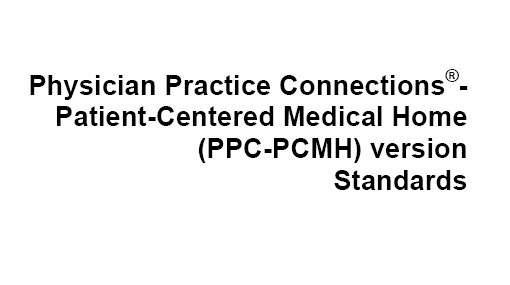 Physician Practice Connections®-
Patient-Centered Medical Home
(PPC-PCMH) version
Standards